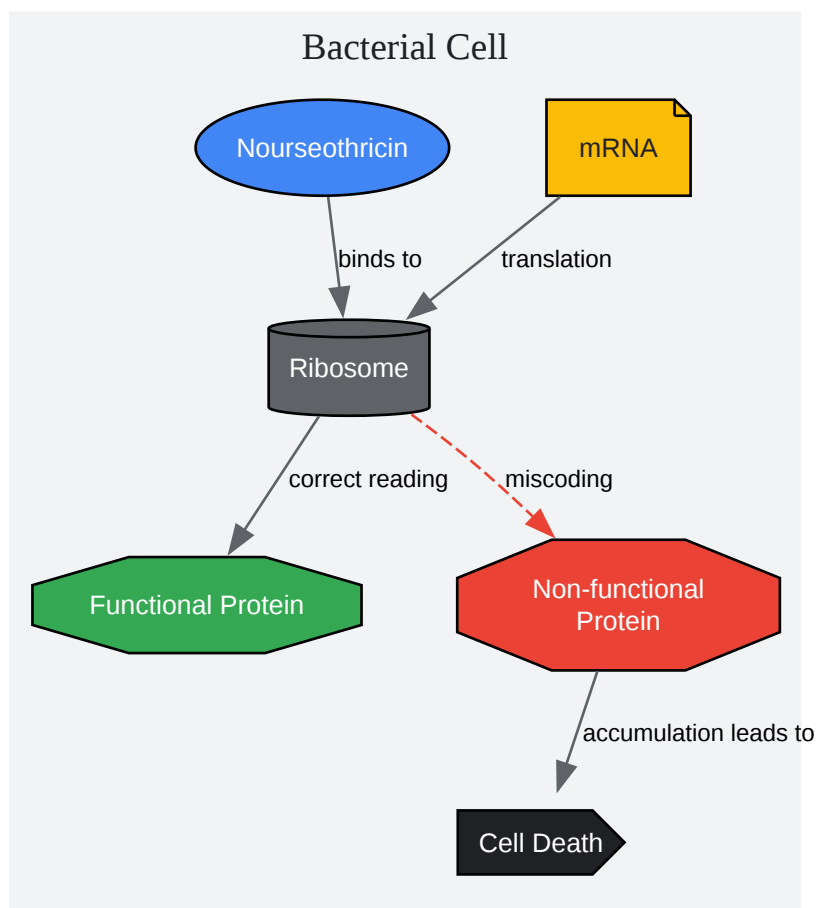 Bacterial Cell
Nourseothricin
mRNA
binds to
translation
Ribosome
correct reading
miscoding
Functional Protein
Non-functional
Protein
accumulation leads to
Cell Death